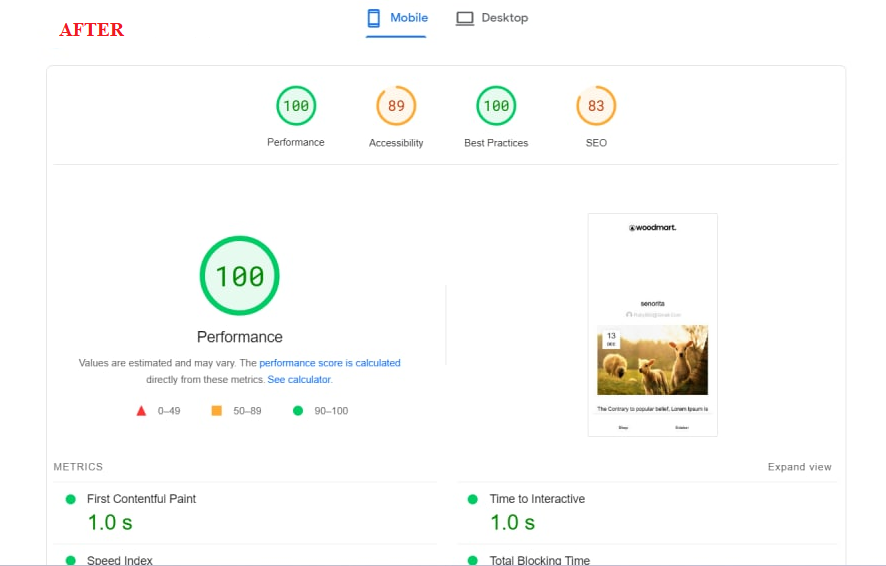 AFTER
Mobile Desktop
100 89 100 83
Performance Accessibility Best Practices SEO
100
Performance
Values are estimated and may vary. The performance score is calculated
directly from these metrics. See calculator.
0–49 50–89 90–100
woodmart.
senorita
13
DEC
The Contrary to popular belief, Lorem Ipsum is
Shop Sidebar
METRICS
Expand view
First Contentful Paint
1.0 s
Time to Interactive
1.0 s
Speed Index
Total Blocking Time